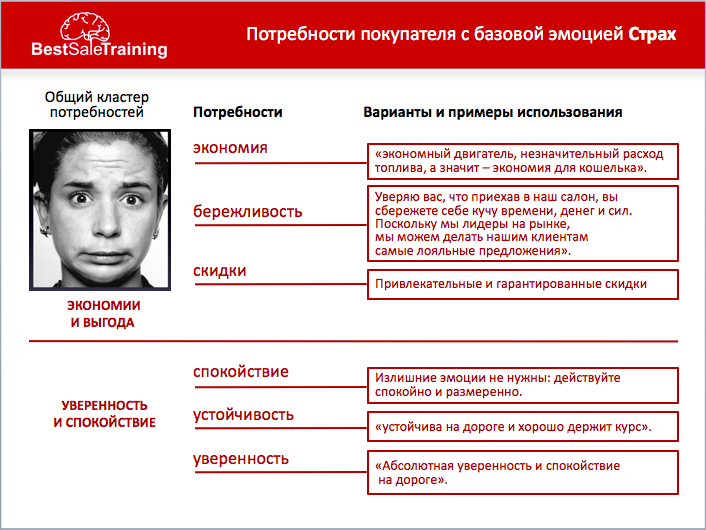 BestSaleTraining
Потребности покупателя с базовой эмоцией Страх
Общий кластер
потребностей
Потребности
Варианты и примеры использования
экономия
«экономный двигатель, незначительный расход
топлива, а значит – экономия для кошелька».
бережливость
Уверяю вас, что приехав в наш салон, вы
сбережете себе кучу времени, денег и сил.
Поскольку мы лидеры на рынке,
мы можем делать нашим клиентам
самые лояльные предложения».
скидки
Привлекательные и гарантированные скидки
ЭКОНОМИИ
И ВЫГОДА
УВЕРЕННОСТЬ
И СПОКОЙСТВИЕ
спокойствие
Излишние эмоции не нужны: действуйте
спокойно и размеренно.
устойчивость
«устойчива на дороге и хорошо держит курс».
уверенность
«Абсолютная уверенность и спокойствие
на дороге».